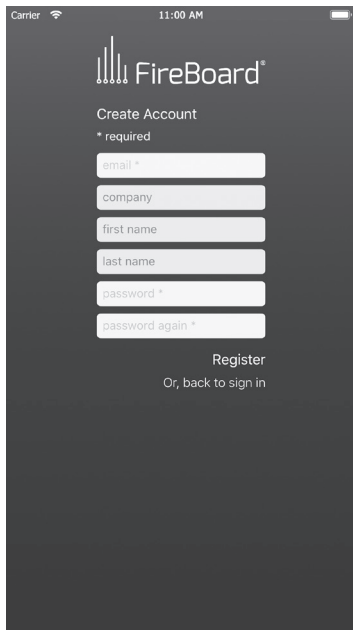 Carrier 11:00 AM
FireBoard®
Create Account
* required
email *
company
first name
last name
password *
password again *
Register
Or, back to sign in